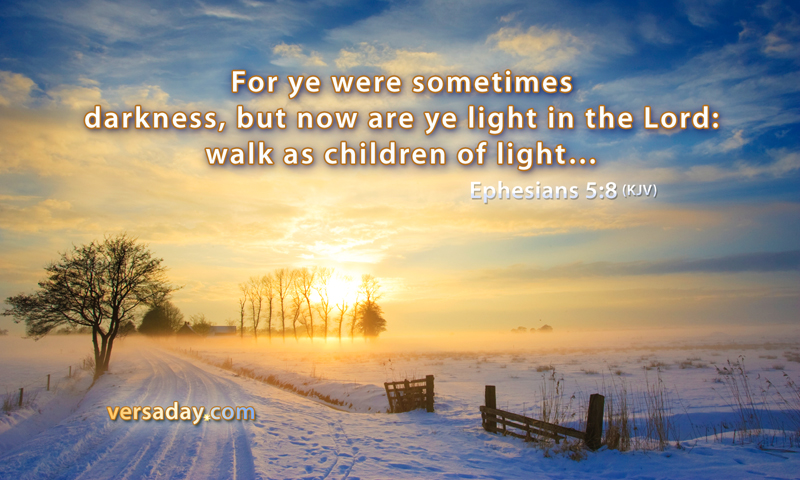 For ye were sometimes
darkness, but now are ye light in the Lord:
walk as children of light...
Ephesians 5:8 (KJV)
versaday.com